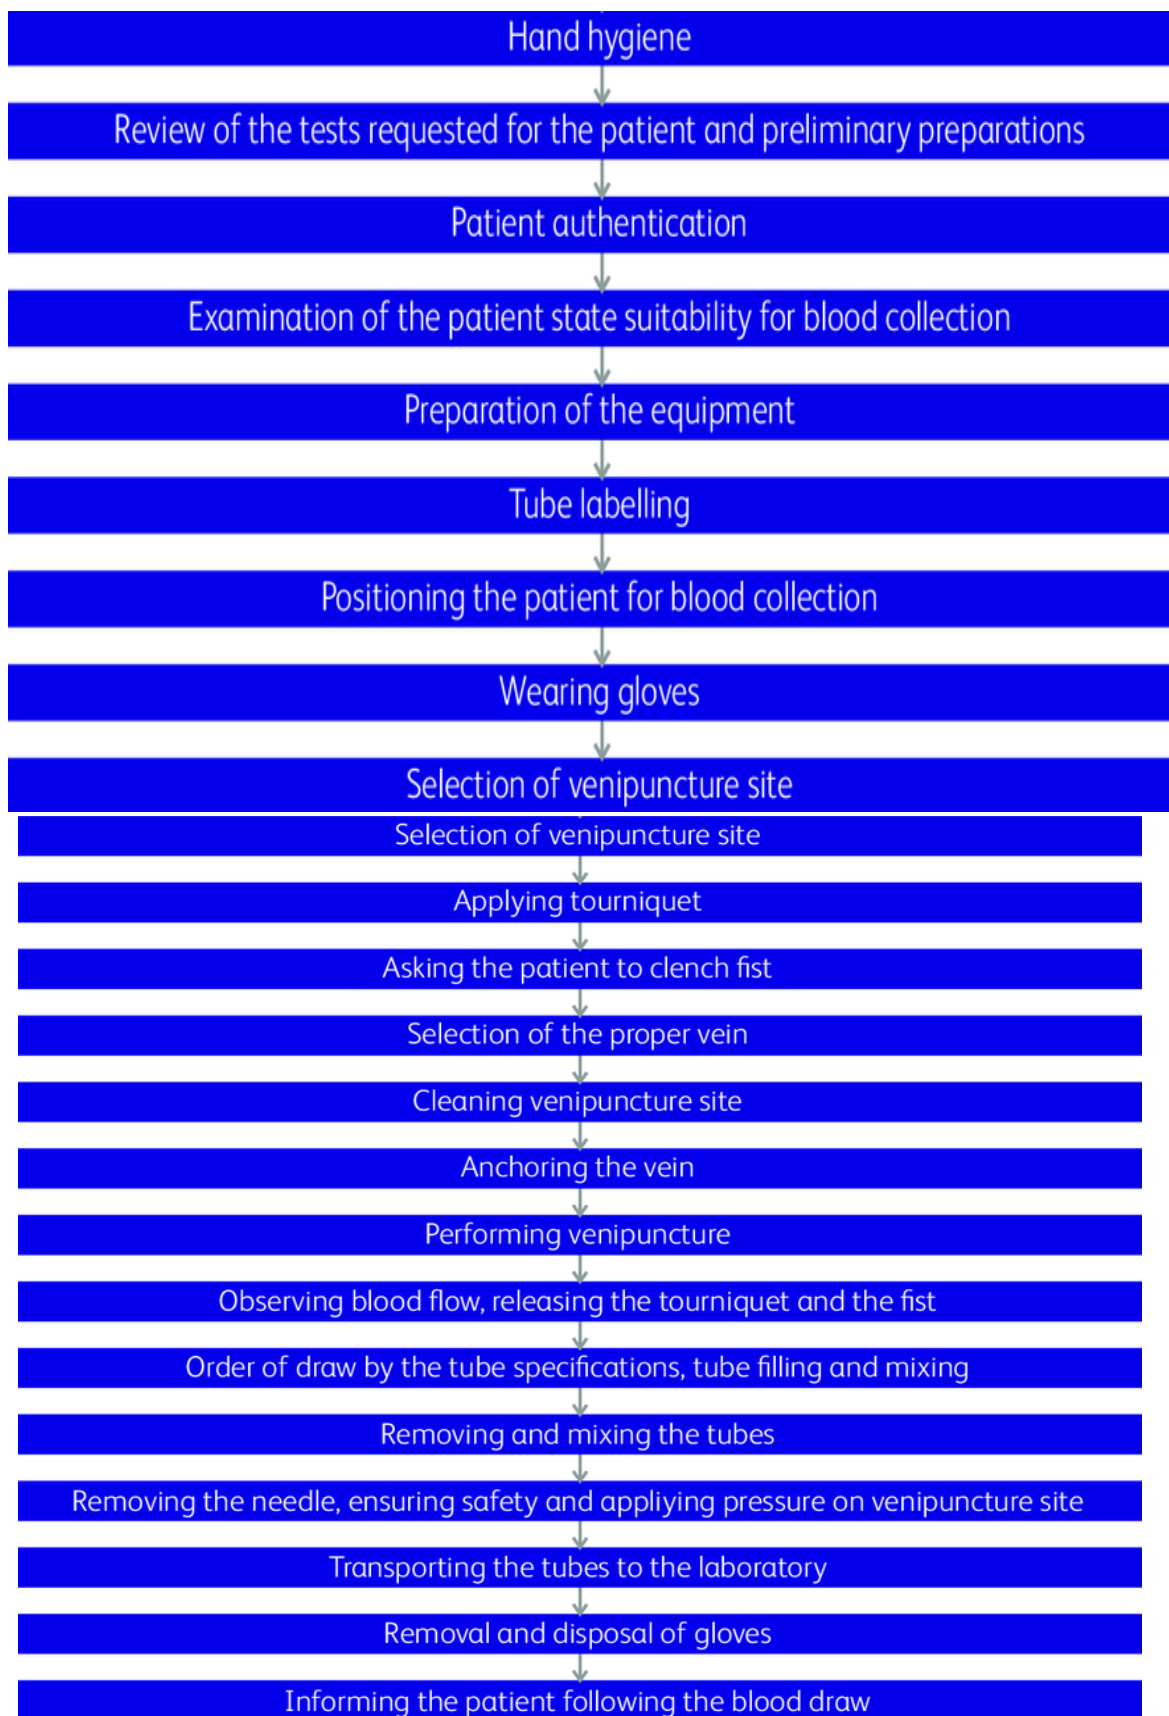 Hand hygiene
Review of the tests requested for the patient and preliminary preparations
Patient authentication
Examination of the patient state suitability for blood collection
Preparation of the equipment
Tube labelling
Positioning the patient for blood collection
Wearing gloves
Selection of venipuncture site
Selection of venipuncture site
Applying tourniquet
Asking the patient to clench fist
Selection of the proper vein
Cleaning venipuncture site
Anchoring the vein
Performing venipuncture
Observing blood flow, releasing the tourniquet and the fist
Order of draw by the tube specifications, tube filling and mixing
Removing and mixing the tubes
Removing the needle, ensuring safety and appliying pressure on venipuncture site
Transporting the tubes to the laboratory
Removal and disposal of gloves
Informing the patient following the blood draw